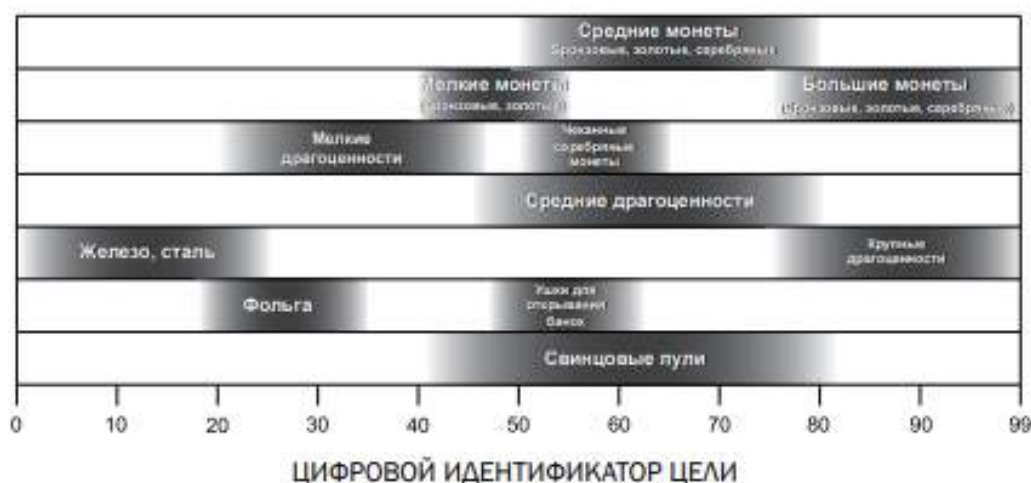 Средние монеты
Бронзовые, золотые, серебряных
Мелкие монеты
(Бронзовые, золотые)
Большие монеты
(Бронзовые, золотые, серебряных)
Мелкие
драгоценности
Чеканные
серебряные
монеты
Средние драгоценности
Железо, сталь
Крупные
драгоценности
Фольга
Ушки для
открывания
банок
Свинцовые пули
0 10 20 30 40 50 60 70 80 90 99
ЦИФРОВОЙ ИДЕНТИФИКАТОР ЦЕЛИ